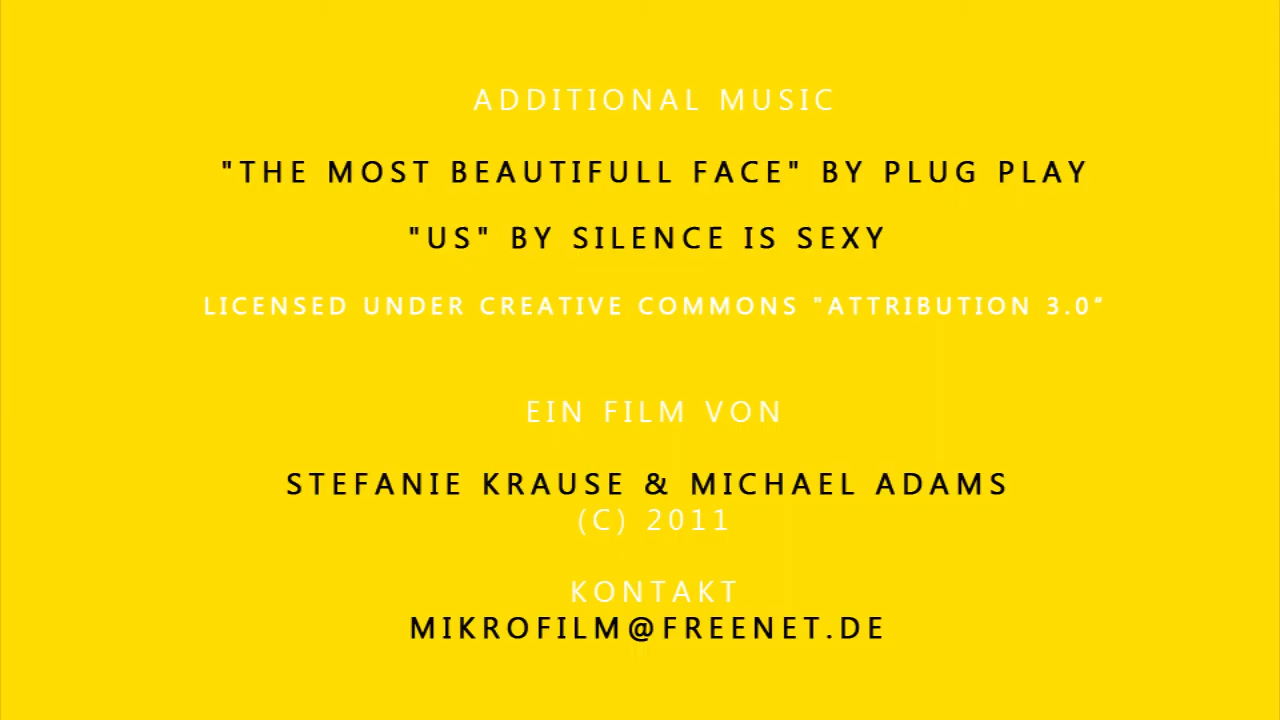 ADDITIONAL MUSIC
"THE MOST BEAUTIFULL FACE" BY PLUG PLAY
"US" BY SILENCE IS SEXY
LICENSED UNDER CREATIVE COMMONS "ATTRIBUTION 3.0“
EIN FILM VON
STEFANIE KRAUSE & MICHAEL ADAMS
(C) 2011
KONTAKT
MIKROFILM@FREENET.DE